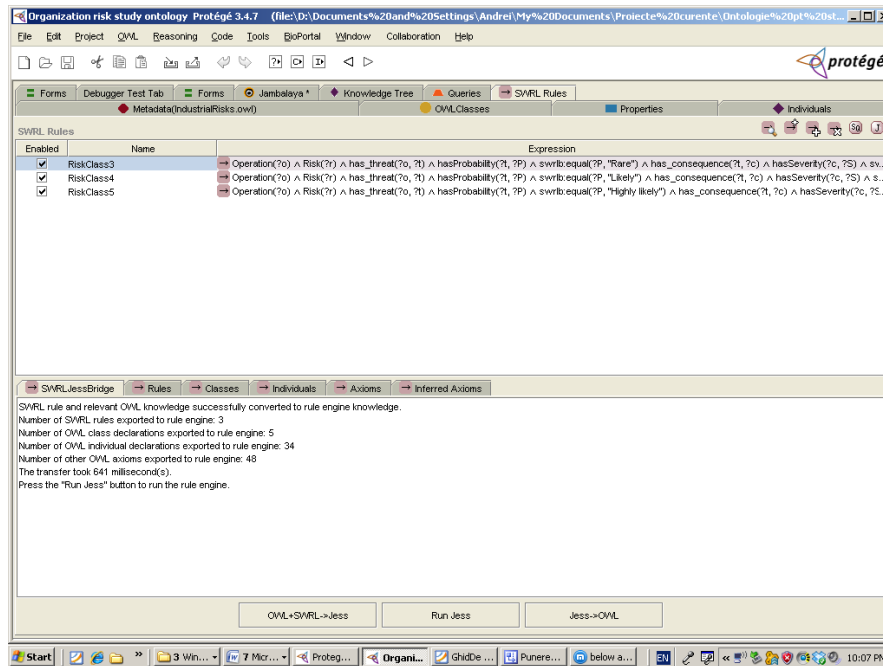 Organization risk study ontology Protégé 3.4.7 (file:\D:\Documents%20and%20Settings\Andrei\My%20Documents\Proiecte%20curente\Ontologie%20pt%20st...
File Edit Project OWL Reasoning Code Tools BioPortal Window Collaboration Help
protégé
Forms Debugger Test Tab Forms Jambalaya * Knowledge Tree Queries SWRL Rules
Metadata(IndustrialRisks.owl) OWLClasses Properties Individuals
SWRL Rules
Enabled Name Expression
RiskClass3 Operation(?o) ∧ Risk(?r) ∧ has_threat(?o, ?t) ∧ hasProbability(?t, ?P) ∧ swrlb:equal(?P, "Rare") ∧ has_consequence(?t, ?c) ∧ hasSeverity(?c, ?S) ∧ sv...
RiskClass4 Operation(?o) ∧ Risk(?r) ∧ has_threat(?o, ?t) ∧ hasProbability(?t, ?P) ∧ swrlb:equal(?P, "Likely") ∧ has_consequence(?t, ?c) ∧ hasSeverity(?c, ?S) ∧ s...
RiskClass5 Operation(?o) ∧ Risk(?r) ∧ has_threat(?o, ?t) ∧ hasProbability(?t, ?P) ∧ swrlb:equal(?P, "Highly likely") ∧ has_consequence(?t, ?c) ∧ hasSeverity(?c, ?S...
SWRLJessBridge Rules Classes Individuals Axioms Inferred Axioms
SWRL rule and relevant OWL knowledge successfully converted to rule engine knowledge.
Number of SWRL rules exported to rule engine: 3
Number of OWL class declarations exported to rule engine: 5
Number of OWL individual declarations exported to rule engine: 34
Number of other OWL axioms exported to rule engine: 48
The transfer took 641 millisecond(s).
Press the "Run Jess" button to run the rule engine.
OWL+SWRL->Jess Run Jess Jess->OWL
Start 3 Win... 7 Micr... Proteg... Organi... GhidDe ... Punere... below a... EN 10:07 PM